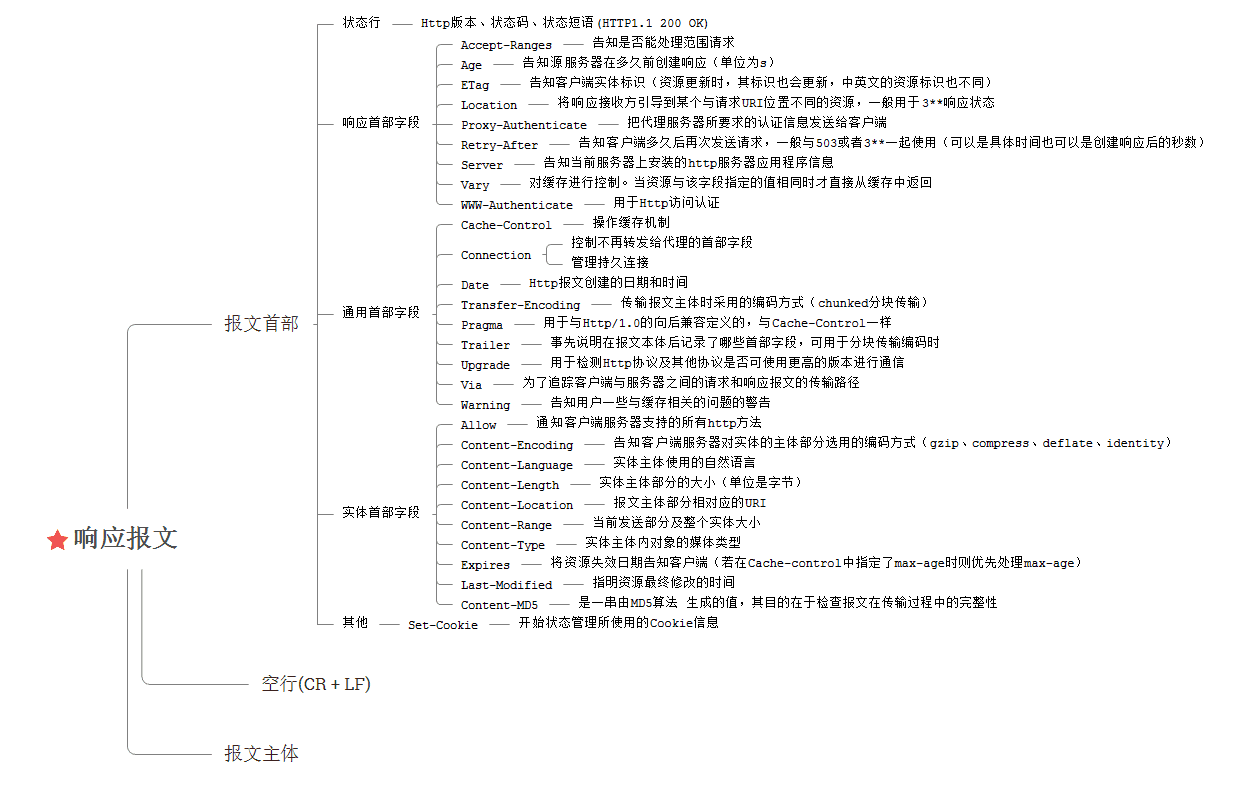 状态行
Http版本、状态码、状态短语(HTTP1.1 200 OK)
响应首部字段
Accept-Ranges
告知是否能处理范围请求
Age
告知源服务器在多久前创建响应（单位为s）
ETag
告知客户端实体标识（资源更新时，其标识也会更新，中英文的资源标识也不同）
Location
将响应接收方引导到某个与请求URI位置不同的资源，一般用于3**响应状态
Proxy-Authenticate
把代理服务器所要求的认证信息发送给客户端
Retry-After
告知客户端多久后再次发送请求，一般与503或者3**一起使用（可以是具体时间也可以是创建响应后的秒数）
Server
告知当前服务器上安装的http服务器应用程序信息
Vary
对缓存进行控制。当资源与该字段指定的值相同时才直接从缓存中返回
WWW-Authenticate
用于Http访问认证
通用首部字段
Cache-Control
操作缓存机制
Connection
控制不再转发给代理的首部字段
管理持久连接
Date
Http报文创建的日期和时间
Transfer-Encoding
传输报文主体时采用的编码方式（chunked分块传输）
Pragma
用于与Http/1.0的向后兼容定义的，与Cache-Control一样
Trailer
事先说明在报文本体后记录了哪些首部字段，可用于分块传输编码时
Upgrade
用于检测Http协议及其他协议是否可使用更高的版本进行通信
Via
为了追踪客户端与服务器之间的请求和响应报文的传输路径
Warning
告知用户一些与缓存相关的问题的警告
实体首部字段
Allow
通知客户端服务器支持的所有http方法
Content-Encoding
告知客户端服务器对实体的主体部分选用的编码方式（gzip、compress、deflate、identity）
Content-Language
实体主体使用的自然语言
Content-Length
实体主体部分的大小（单位是字节）
Content-Location
报文主体部分相对应的URI
Content-Range
当前发送部分及整个实体大小
Content-Type
实体主体内对象的媒体类型
Expires
将资源失效日期告知客户端（若在Cache-control中指定了max-age时则优先处理max-age）
Last-Modified
指明资源最终修改的时间
Content-MD5
是一串由MD5算法 生成的值，其目的在于检查报文在传输过程中的完整性
其他
Set-Cookie
开始状态管理所使用的Cookie信息
报文首部
响应报文
空行(CR + LF)
报文主体